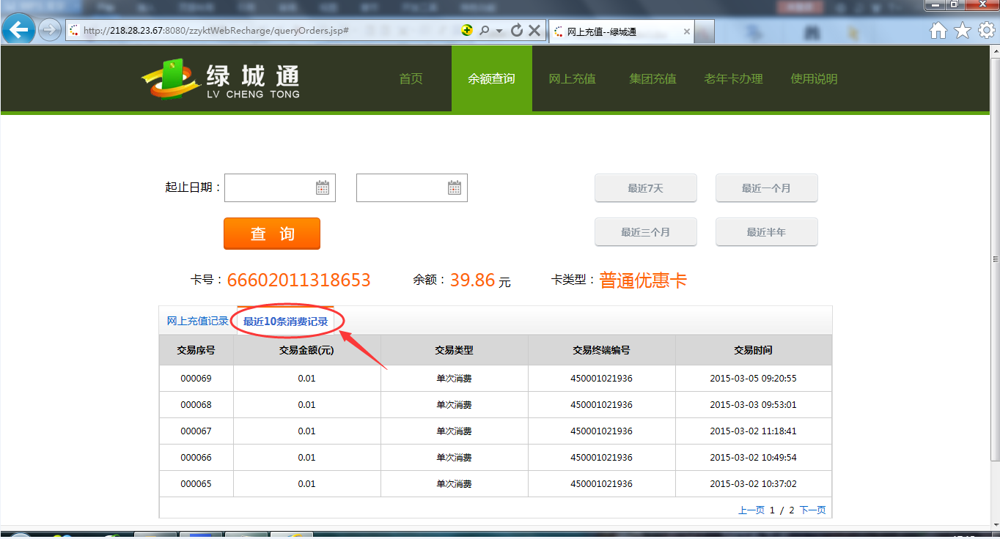 http://218.28.23.67:8080/zzyktWebRecharge/queryOrders.jsp#
网上充值--绿城通
绿城通
LV CHENG TONG
首页 余额查询 网上充值 集团充值 老年卡办理 使用说明
起止日期：
最近7天 最近一个月
查 询
最近三个月 最近半年
卡号：66602011318653 余额：39.86 元 卡类型：普通优惠卡
网上充值记录 最近10条消费记录
交易序号 交易金额(元) 交易类型 交易终端编号 交易时间
000069 0.01 单次消费 450001021936 2015-03-05 09:20:55
000068 0.01 单次消费 450001021936 2015-03-03 09:53:01
000067 0.01 单次消费 450001021936 2015-03-02 11:18:41
000066 0.01 单次消费 450001021936 2015-03-02 10:49:54
000065 0.01 单次消费 450001021936 2015-03-02 10:37:02
上一页 1 / 2 下一页